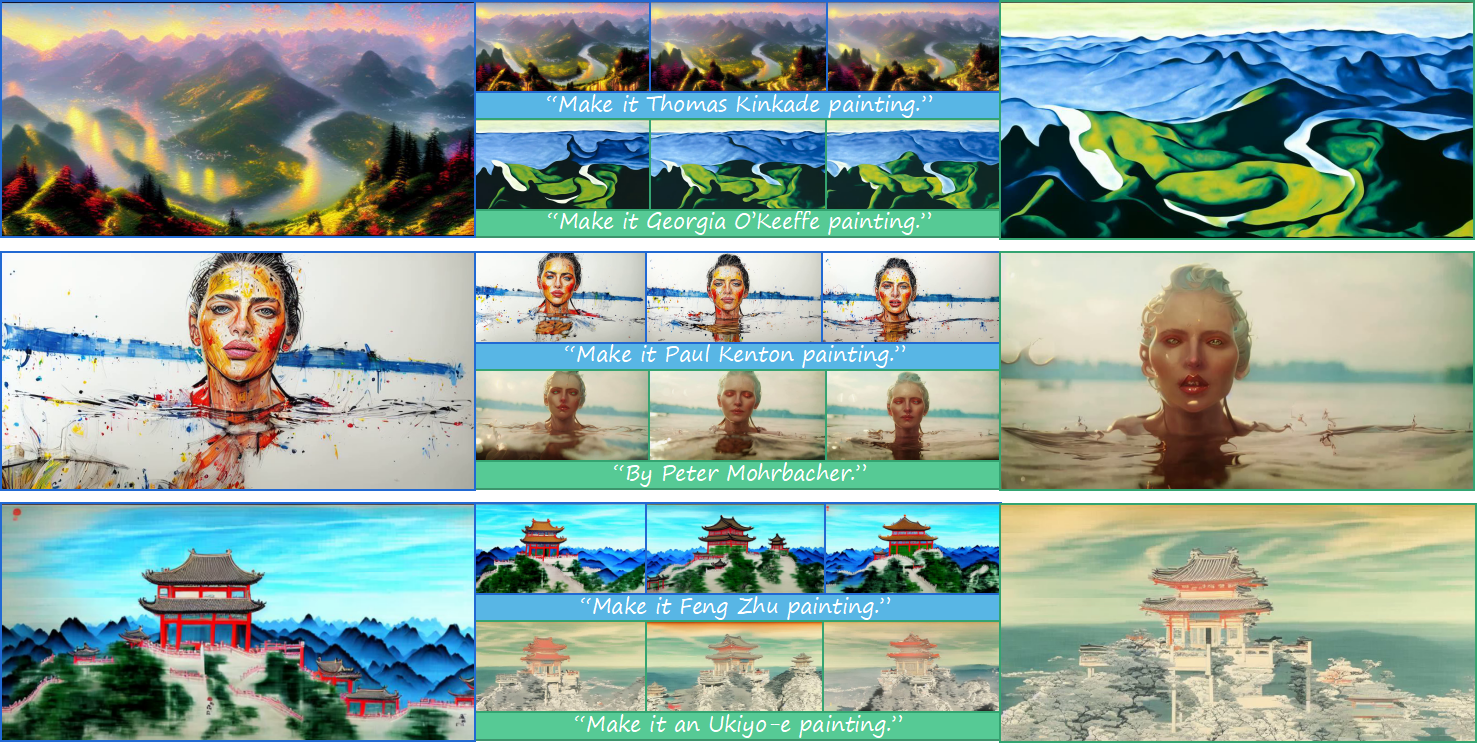 “Make it Thomas Kinkade painting.”
“Make it Georgia O’Keeffe painting.”
“Make it Paul Kenton painting.”
“By Peter Mohrbacher.”
“Make it Feng Zhu painting.”
“Make it an Ukiyo-e painting.”